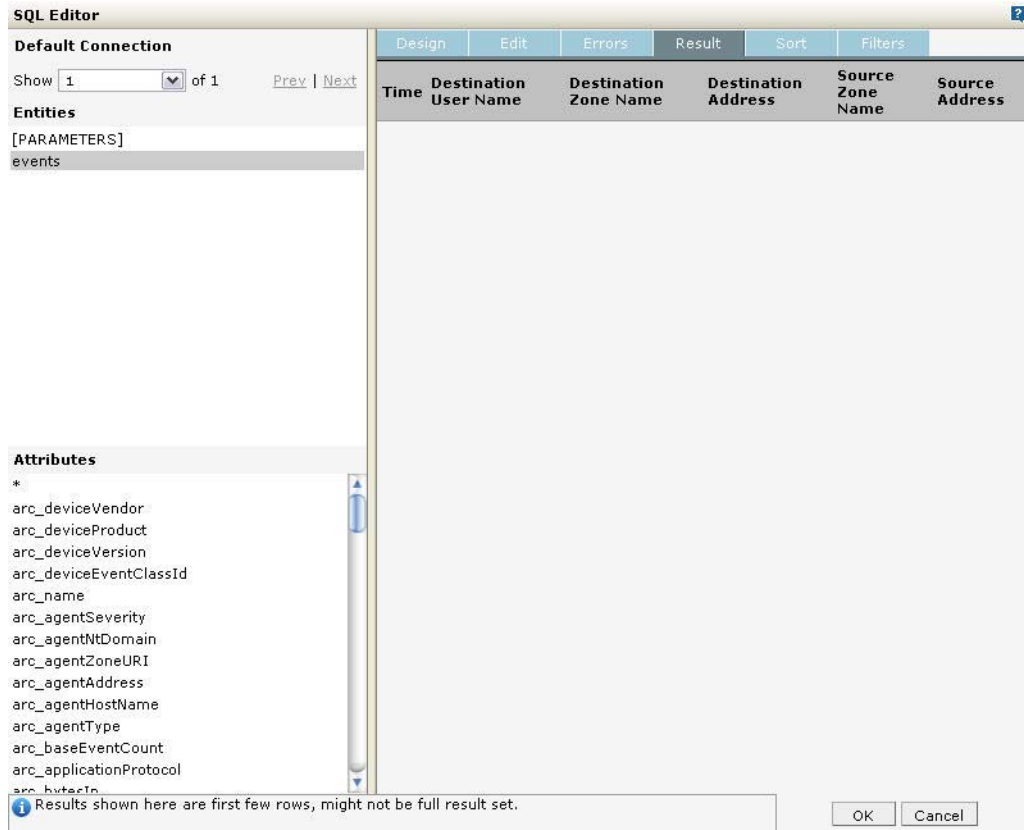 SQL Editor
?
Default Connection
Show 1 of 1 Prev | Next
Entities
[PARAMETERS]
events
Attributes
*
arc_deviceVendor
arc_deviceProduct
arc_deviceVersion
arc_deviceEventClassId
arc_name
arc_agentSeverity
arc_agentNtDomain
arc_agentZoneURI
arc_agentAddress
arc_agentHostName
arc_agentType
arc_baseEventCount
arc_applicationProtocol
arc_bytesIn
Design Edit Errors Result Sort Filters
Time
Destination
User Name
Destination
Zone Name
Destination
Address
Source
Zone
Name
Source
Address
Results shown here are first few rows, might not be full result set.
OK Cancel